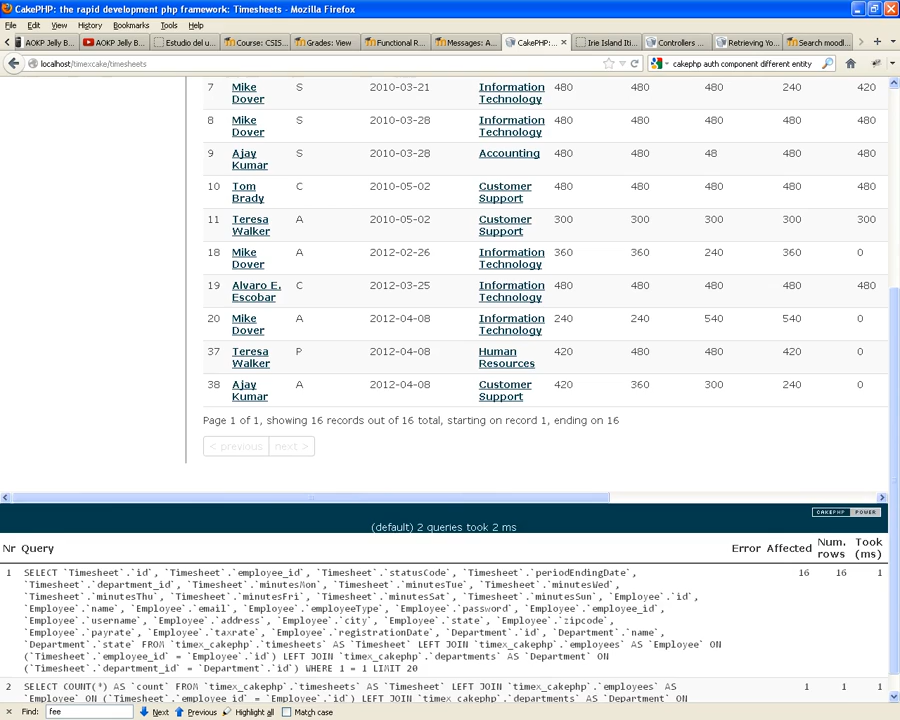 CakePHP: the rapid development php framework: Timesheets - Mozilla Firefox
File Edit View History Bookmarks Tools Help
AOKP Jelly B... AOKP Jelly B... Estudio del u... Course: CSIS... Grades: View Functional R... Messages: A... CakePHP:... Irie Island Iti... Controllers ... Retrieving Yo... Search moodl...
localhost/timexcake/timesheets cakephp auth component different entity
7 Mike Dover S 2010-03-21 Information Technology 480 480 480 240 420
8 Mike Dover S 2010-03-28 Information Technology 480 480 480 480 480
9 Ajay Kumar S 2010-03-28 Accounting 480 480 48 480 480
10 Tom Brady C 2010-05-02 Customer Support 480 480 480 480 480
11 Teresa Walker A 2010-05-02 Customer Support 300 300 300 300 300
18 Mike Dover A 2012-02-26 Information Technology 360 360 240 360 0
19 Alvaro E. Escobar C 2012-03-25 Information Technology 480 480 480 480 480
20 Mike Dover A 2012-04-08 Information Technology 240 240 540 540 0
37 Teresa Walker P 2012-04-08 Human Resources 420 480 480 420 0
38 Ajay Kumar A 2012-04-08 Customer Support 420 360 300 240 0
Page 1 of 1, showing 16 records out of 16 total, starting on record 1, ending on 16
< previous next >
CAKEPHP POWER
(default) 2 queries took 2 ms
Nr Query Error Affected Num. rows Took (ms)
1 SELECT `Timesheet`.`id`, `Timesheet`.`employee_id`, `Timesheet`.`statusCode`, `Timesheet`.`periodEndingDate`, 16 16 1
`Timesheet`.`department_id`, `Timesheet`.`minutesMon`, `Timesheet`.`minutesTue`, `Timesheet`.`minutesWed`,
`Timesheet`.`minutesThu`, `Timesheet`.`minutesFri`, `Timesheet`.`minutesSat`, `Timesheet`.`minutesSun`, `Employee`.`id`,
`Employee`.`name`, `Employee`.`email`, `Employee`.`employeeType`, `Employee`.`password`, `Employee`.`employee_id`,
`Employee`.`username`, `Employee`.`address`, `Employee`.`city`, `Employee`.`state`, `Employee`.`zipcode`,
`Employee`.`payrate`, `Employee`.`taxrate`, `Employee`.`registrationDate`, `Department`.`id`, `Department`.`name`,
`Department`.`state` FROM `timex_cakephp`.`timesheets` AS `Timesheet` LEFT JOIN `timex_cakephp`.`employees` AS `Employee` ON
(`Timesheet`.`employee_id` = `Employee`.`id`) LEFT JOIN `timex_cakephp`.`departments` AS `Department` ON
(`Timesheet`.`department_id` = `Department`.`id`) WHERE 1 = 1 LIMIT 20
2 SELECT COUNT(*) AS `count` FROM `timex_cakephp`.`timesheets` AS `Timesheet` LEFT JOIN `timex_cakephp`.`employees` AS 1 1 1
`Employee` ON (`Timesheet`.`employee_id` = `Employee`.`id`) LEFT JOIN `timex_cakephp`.`departments` AS `Department` ON
Find: fee Next Previous Highlight all Match case